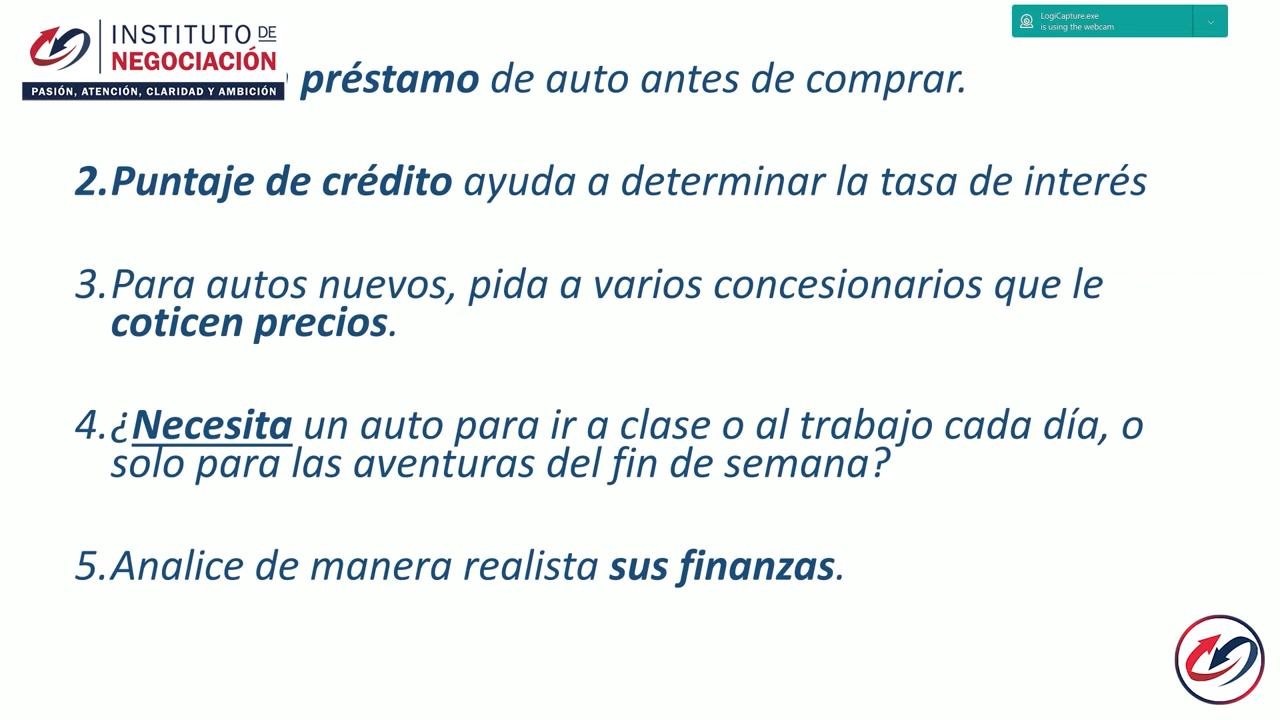 INSTITUTO DE
NEGOCIACIÓN
PASIÓN, ATENCIÓN, CLARIDAD Y AMBICIÓN
LogiCapture.exe
is using the webcam
préstamo de auto antes de comprar.
2.Puntaje de crédito ayuda a determinar la tasa de interés
3.Para autos nuevos, pida a varios concesionarios que le
coticen precios.
4.¿Necesita un auto para ir a clase o al trabajo cada día, o
solo para las aventuras del fin de semana?
5.Analice de manera realista sus finanzas.